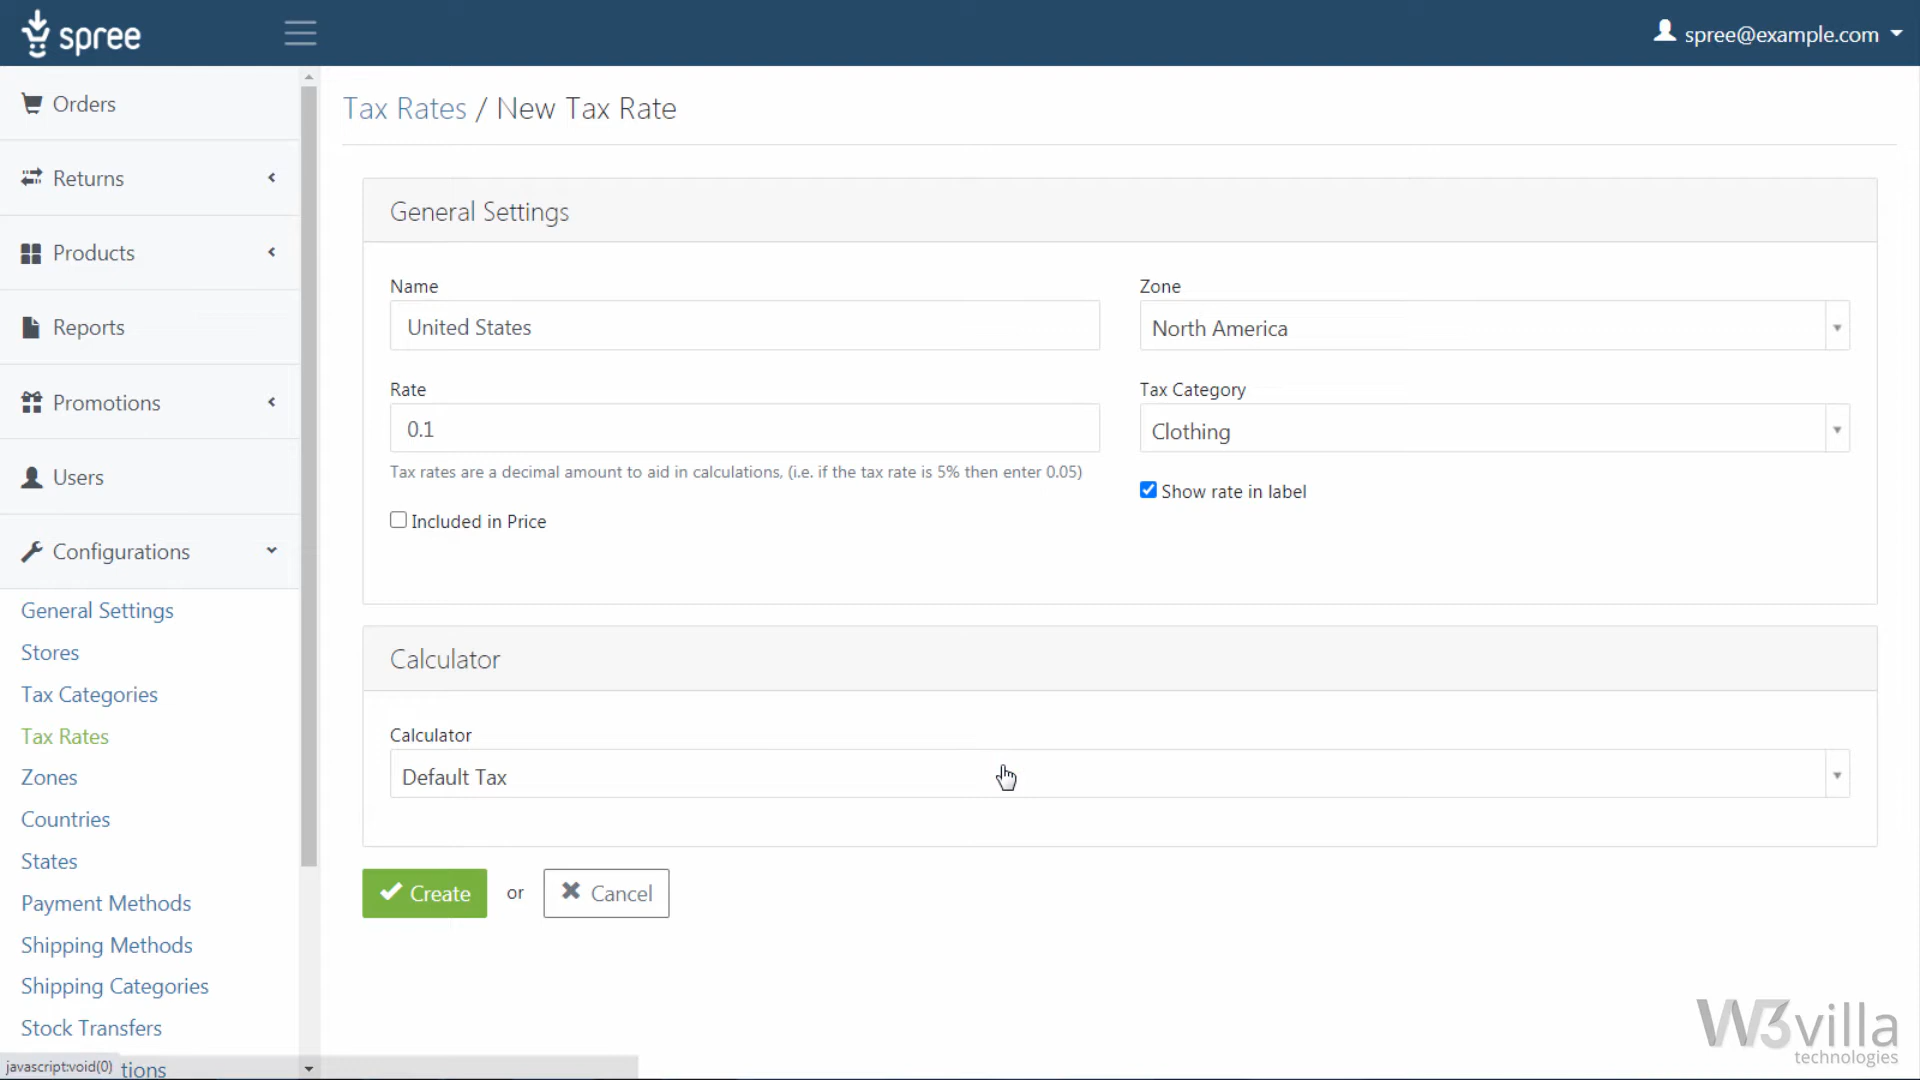 spree
spree@example.com
Orders
Returns
Products
Reports
Promotions
Users
Configurations
General Settings
Stores
Tax Categories
Tax Rates
Zones
Countries
States
Payment Methods
Shipping Methods
Shipping Categories
Stock Transfers
tions
javascript:void(0)
Tax Rates / New Tax Rate
General Settings
Name
United States
Zone
North America
Rate
0.1
Tax rates are a decimal amount to aid in calculations, (i.e. if the tax rate is 5% then enter 0.05)
Tax Category
Clothing
Included in Price
Show rate in label
Calculator
Calculator
Default Tax
Create or Cancel
W3villa
technologies